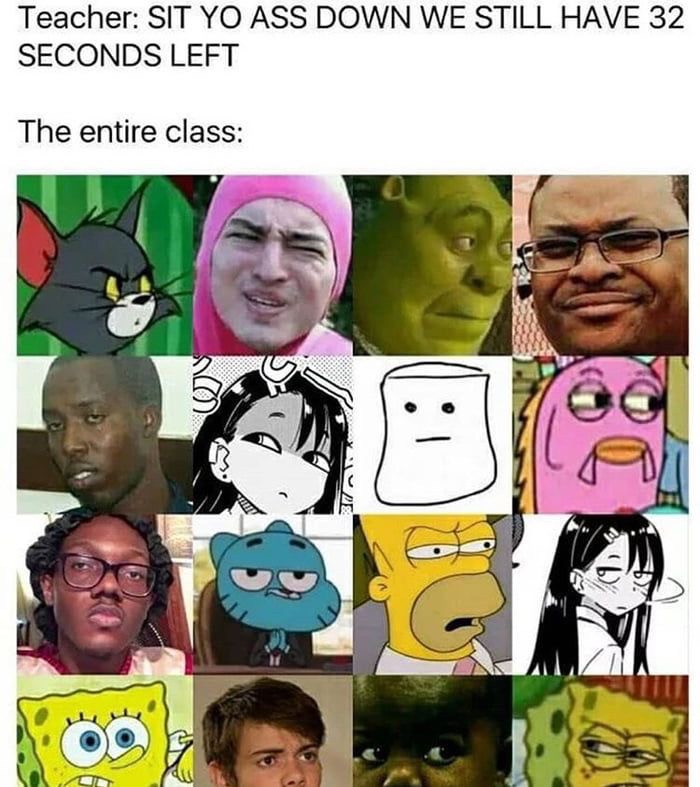 Teacher: SIT YO ASS DOWN WE STILL HAVE 32
SECONDS LEFT
The entire class: